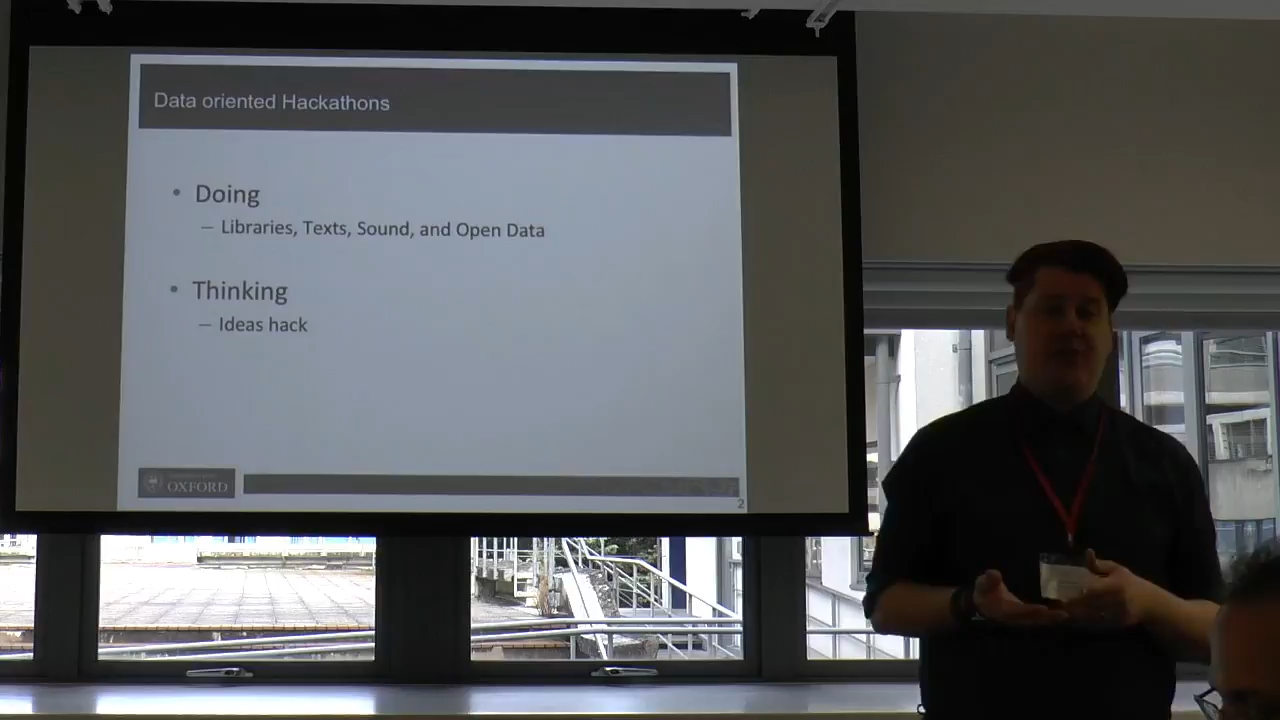 Data oriented Hackathons
• Doing
– Libraries, Texts, Sound, and Open Data
• Thinking
– Ideas hack
OXFORD
2